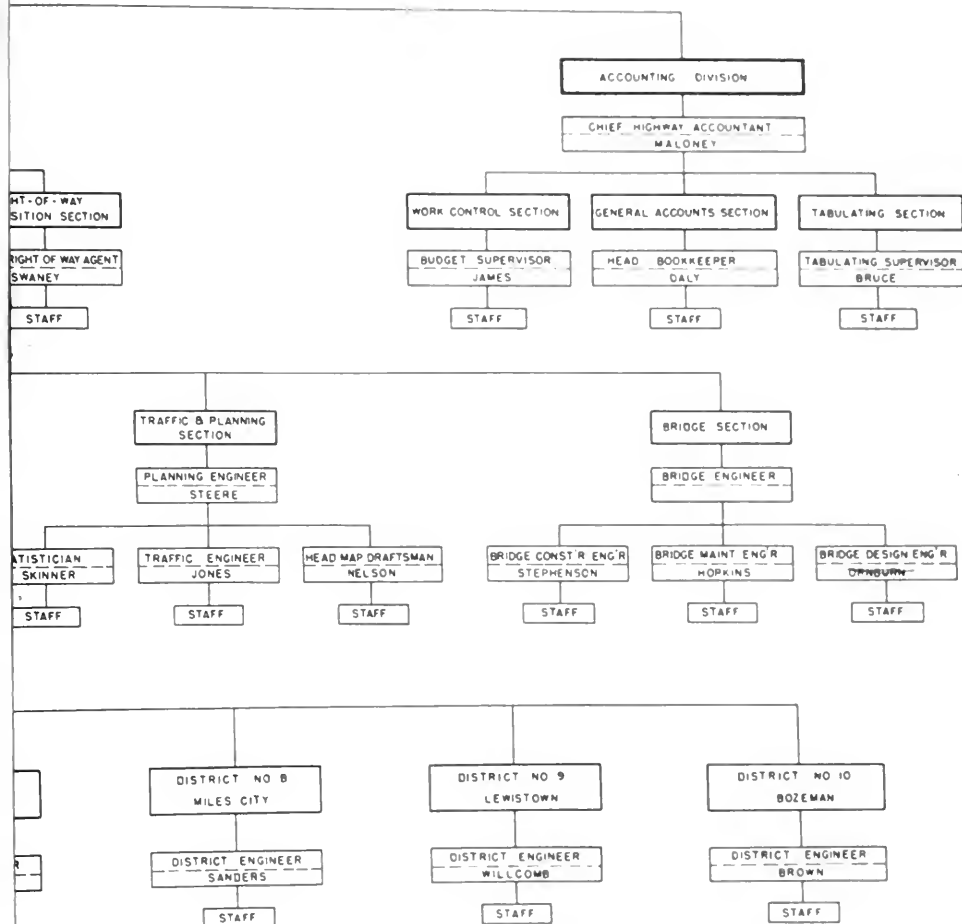 ACCOUNTING DIVISION
CHIEF HIGHWAY ACCOUNTANT
MALONEY
HT-OF-WAY
SITION SECTION
WORK CONTROL SECTION
GENERAL ACCOUNTS SECTION
TABULATING SECTION
RIGHT OF WAY AGENT
SWANEY
BUDGET SUPERVISOR
JAMES
HEAD BOOKKEEPER
DALY
TABULATING SUPERVISOR
BRUCE
STAFF
STAFF
STAFF
STAFF
TRAFFIC & PLANNING
SECTION
BRIDGE SECTION
PLANNING ENGINEER
STEERE
BRIDGE ENGINEER
ATISTICIAN
SKINNER
TRAFFIC ENGINEER
JONES
HEAD MAP DRAFTSMAN
NELSON
BRIDGE CONST'R ENG'R
STEPHENSON
BRIDGE MAINT ENG'R
HOPKINS
BRIDGE DESIGN ENG'R
STAFF
STAFF
STAFF
STAFF
STAFF
STAFF
DISTRICT NO 8
MILES CITY
DISTRICT NO 9
LEWISTOWN
DISTRICT NO 10
BOZEMAN
R
DISTRICT ENGINEER
SANDERS
DISTRICT ENGINEER
WILLCOMB
DISTRICT ENGINEER
BROWN
STAFF
STAFF
STAFF